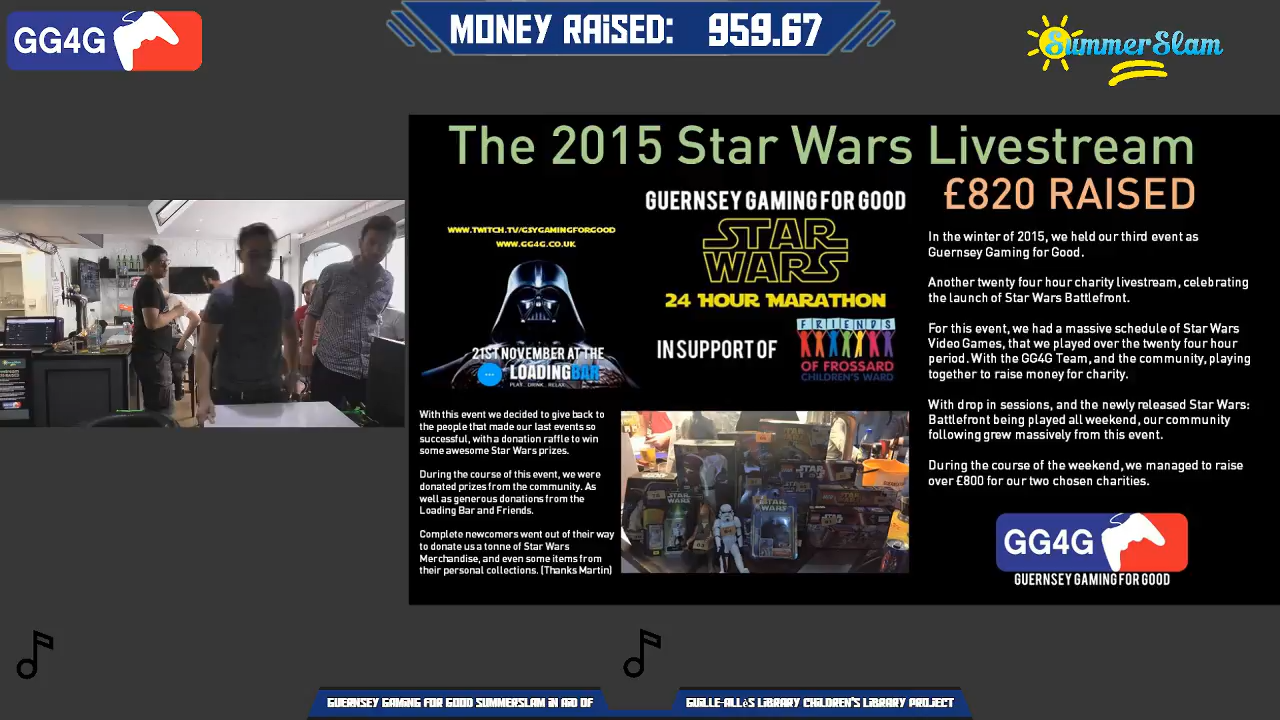 GG4G
MONEY RAISED: 959.67
SummerSlam
The 2015 Star Wars Livestream
£820 RAISED
WWW.TWITCH.TV/GSYGAMINGFORGOOD
WWW.GG4G.CO.UK
21ST NOVEMBER AT THE
LOADINGBAR
PLAY . DRINK . RELAX
GUERNSEY GAMING FOR GOOD
STAR
WARS
24 HOUR MARATHON
IN SUPPORT OF
FRIENDS
OF FROSSARD
CHILDREN'S WARD
In the winter of 2015, we held our third event as
Guernsey Gaming for Good.
Another twenty four hour charity livestream, celebrating
the launch of Star Wars Battlefront.
For this event, we had a massive schedule of Star Wars
Video Games, that we played over the twenty four hour
period. With the GG4G Team, and the community, playing
together to raise money for charity.
With drop in sessions, and the newly released Star Wars:
Battlefront being played all weekend, our community
following grew massively from this event.
During the course of the weekend, we managed to raise
over £800 for our two chosen charities.
With this event we decided to give back to
the people that made our last events so
successful, with a donation raffle to win
some awesome Star Wars prizes.
During the course of this event, we were
donated prizes from the community. As
well as generous donations from the
Loading Bar and Friends.
Complete newcomers went out of their way
to donate us a tonne of Star Wars
Merchandise, and even some items from
their personal collections. (Thanks Martin)
STAR WARS
STAR WARS
GG4G
GUERNSEY GAMING FOR GOOD
GUERNSEY GAMING FOR GOOD SUMMERSLAM IN AID OF
GUILLE-ALLèS LIBRARY CHILDREN'S LIBRARY PROJECT